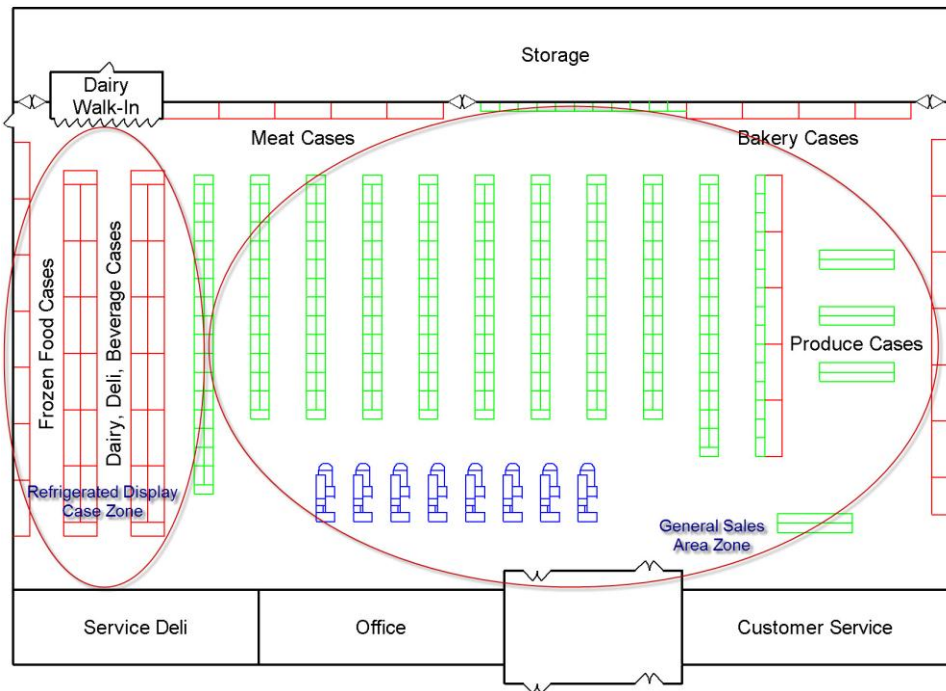 Storage
Dairy
Walk-In
Meat Cases
Bakery Cases
Frozen Food Cases
Dairy, Deli, Beverage Cases
Produce Cases
Refrigerated Display
Case Zone
General Sales
Area Zone
Service Deli
Office
Customer Service